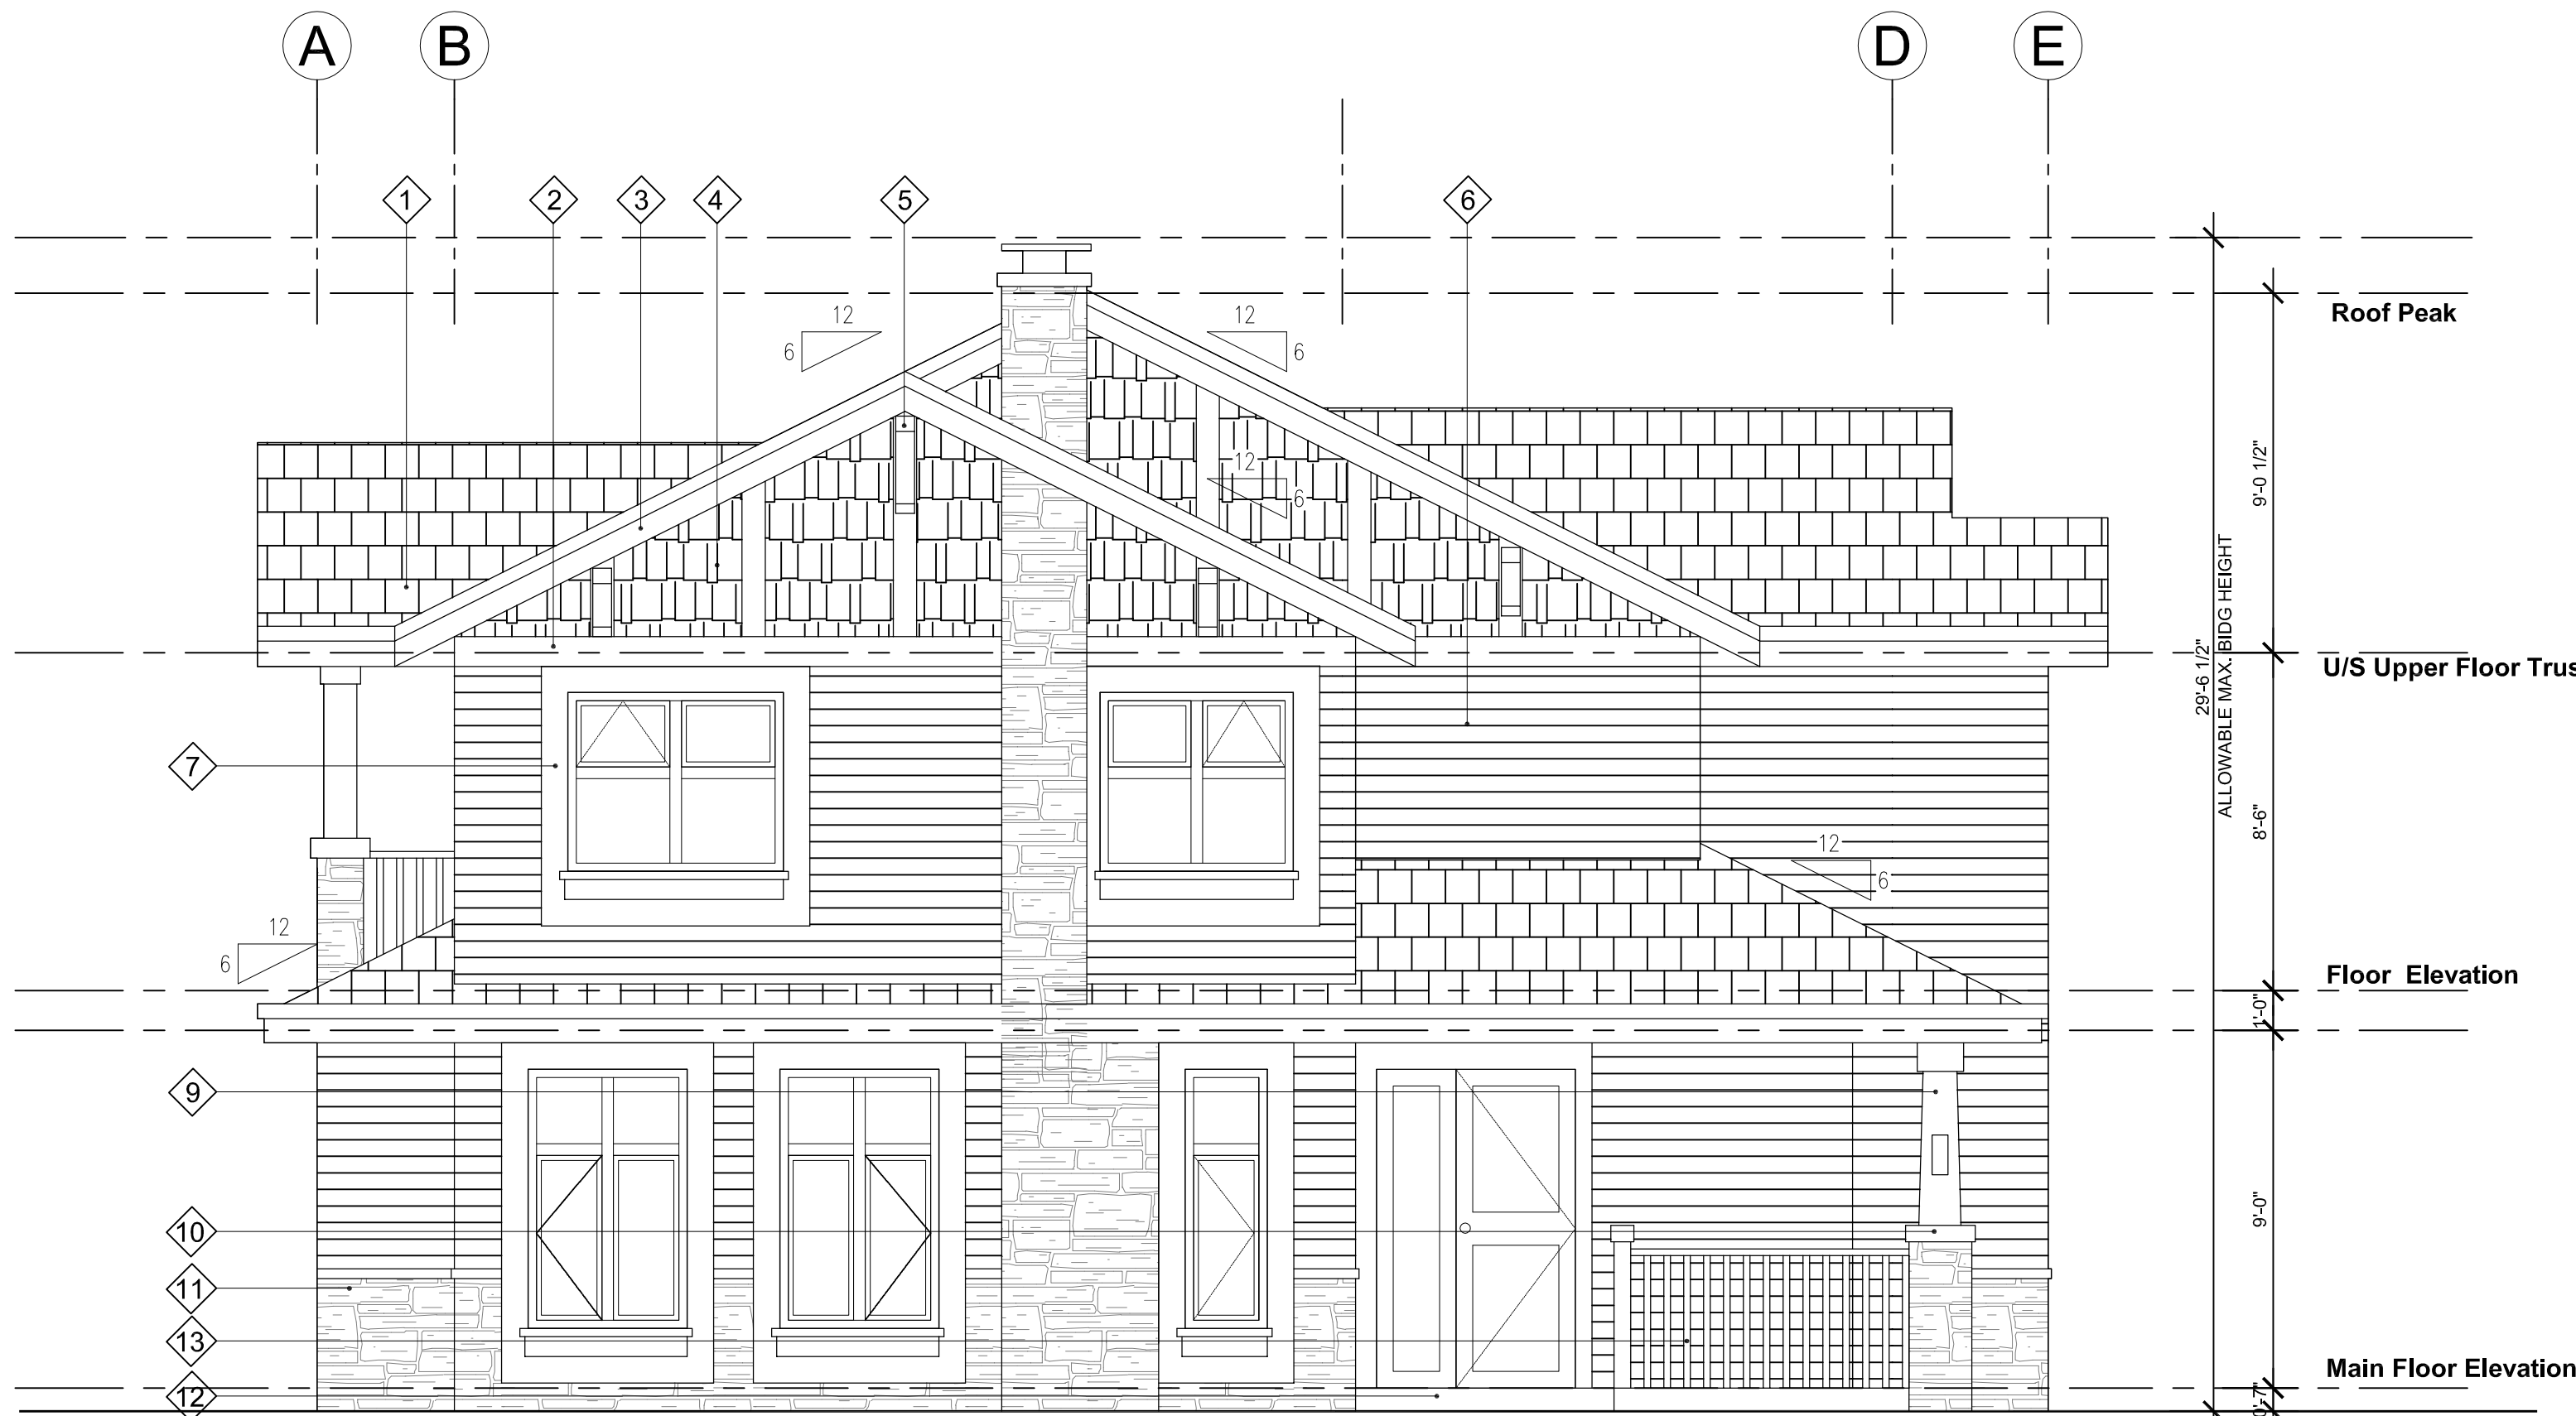 A B D E
1 2 3 4 5 6
Roof Peak
12 12
6 6
12
6
9'-0 1/2"
U/S Upper Floor Trus
29'-6 1/2"
ALLOWABLE MAX. BIDG HEIGHT
7
8'-6"
12
6
12
6
Floor Elevation
1'-0"
9
10
9'-0"
11
13
Main Floor Elevation
12
0'-7"